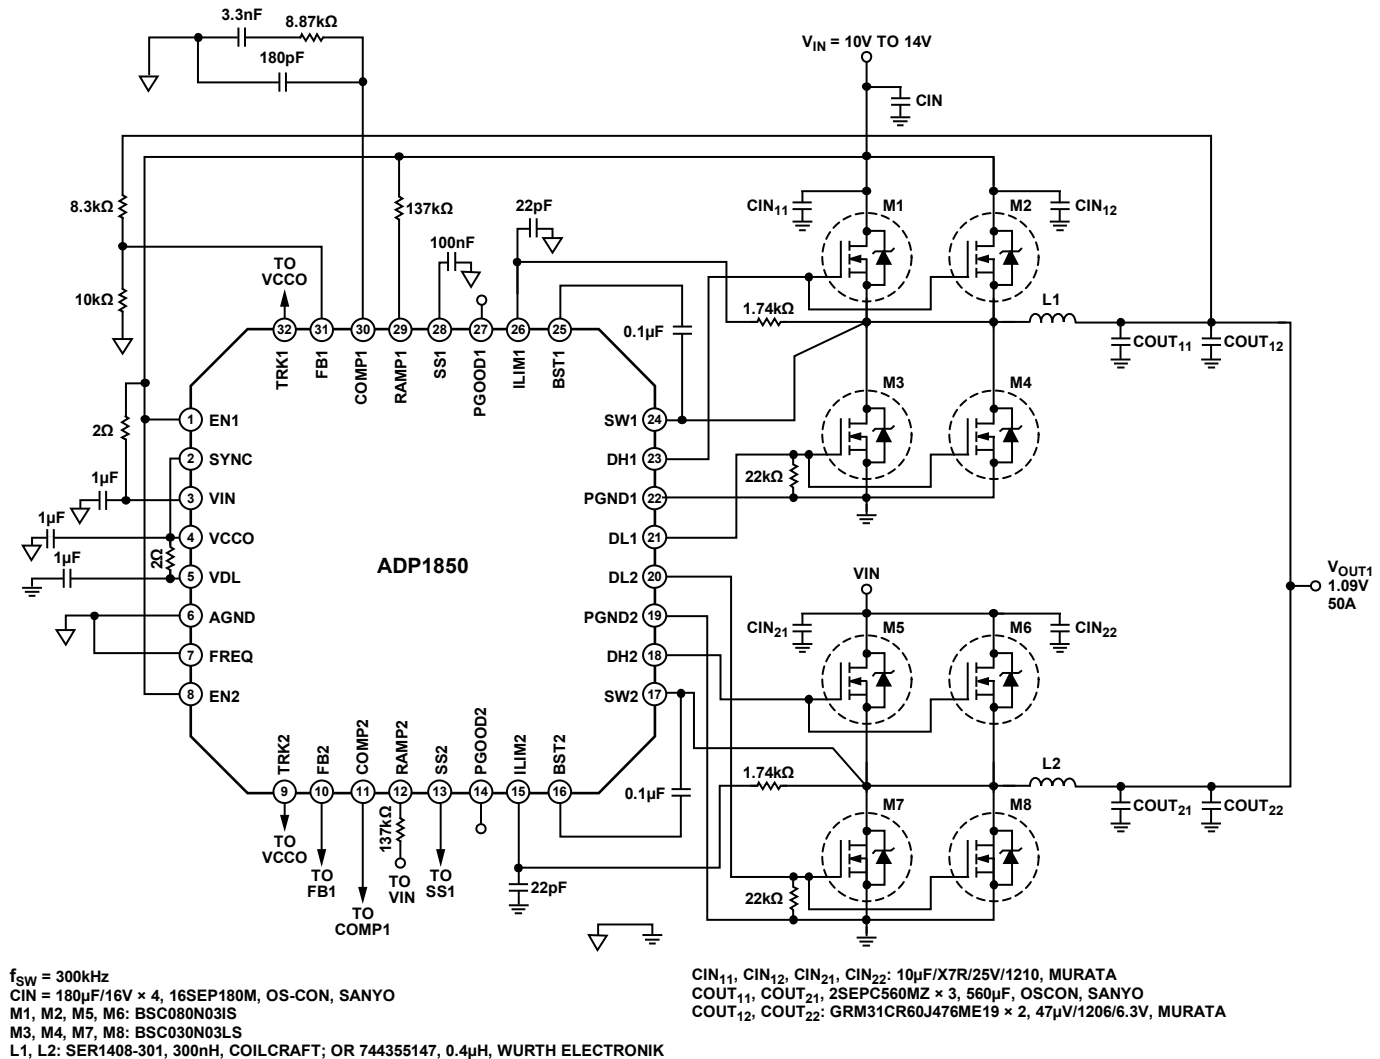 3.3nF
8.87kΩ
180pF
V_IN = 10V TO 14V
CIN
8.3kΩ
10kΩ
137kΩ
22pF
100nF
TO
VCCO
CIN11
M1
M2
CIN12
1.74kΩ
L1
0.1µF
COUT11
COUT12
32
31
30
29
28
27
26
25
TRK1
FB1
COMP1
RAMP1
SS1
PGOOD1
ILIM1
BST1
M3
M4
22kΩ
2Ω
1µF
1µF
1µF
2Ω
1 EN1
2 SYNC
3 VIN
4 VCCO
5 VDL
6 AGND
7 FREQ
8 EN2
ADP1850
SW1 24
DH1 23
PGND1 22
DL1 21
DL2 20
PGND2 19
DH2 18
SW2 17
VIN
CIN21
M5
M6
CIN22
VOUT1
1.09V
50A
TRK2
FB2
COMP2
RAMP2
SS2
PGOOD2
ILIM2
BST2
9
10
11
12
13
14
15
16
1.74kΩ
L2
0.1µF
COUT21
COUT22
M7
M8
22kΩ
137kΩ
TO
VCCO
TO
FB1
TO
COMP1
TO
VIN
TO
SS1
22pF
fSW = 300kHz
CIN = 180µF/16V × 4, 16SEP180M, OS-CON, SANYO
M1, M2, M5, M6: BSC080N03IS
M3, M4, M7, M8: BSC030N03LS
L1, L2: SER1408-301, 300nH, COILCRAFT; OR 744355147, 0.4µH, WURTH ELECTRONIK
CIN11, CIN12, CIN21, CIN22: 10µF/X7R/25V/1210, MURATA
COUT11, COUT21, 2SEPC560MZ × 3, 560µF, OSCON, SANYO
COUT12, COUT22: GRM31CR60J476ME19 × 2, 47µV/1206/6.3V, MURATA